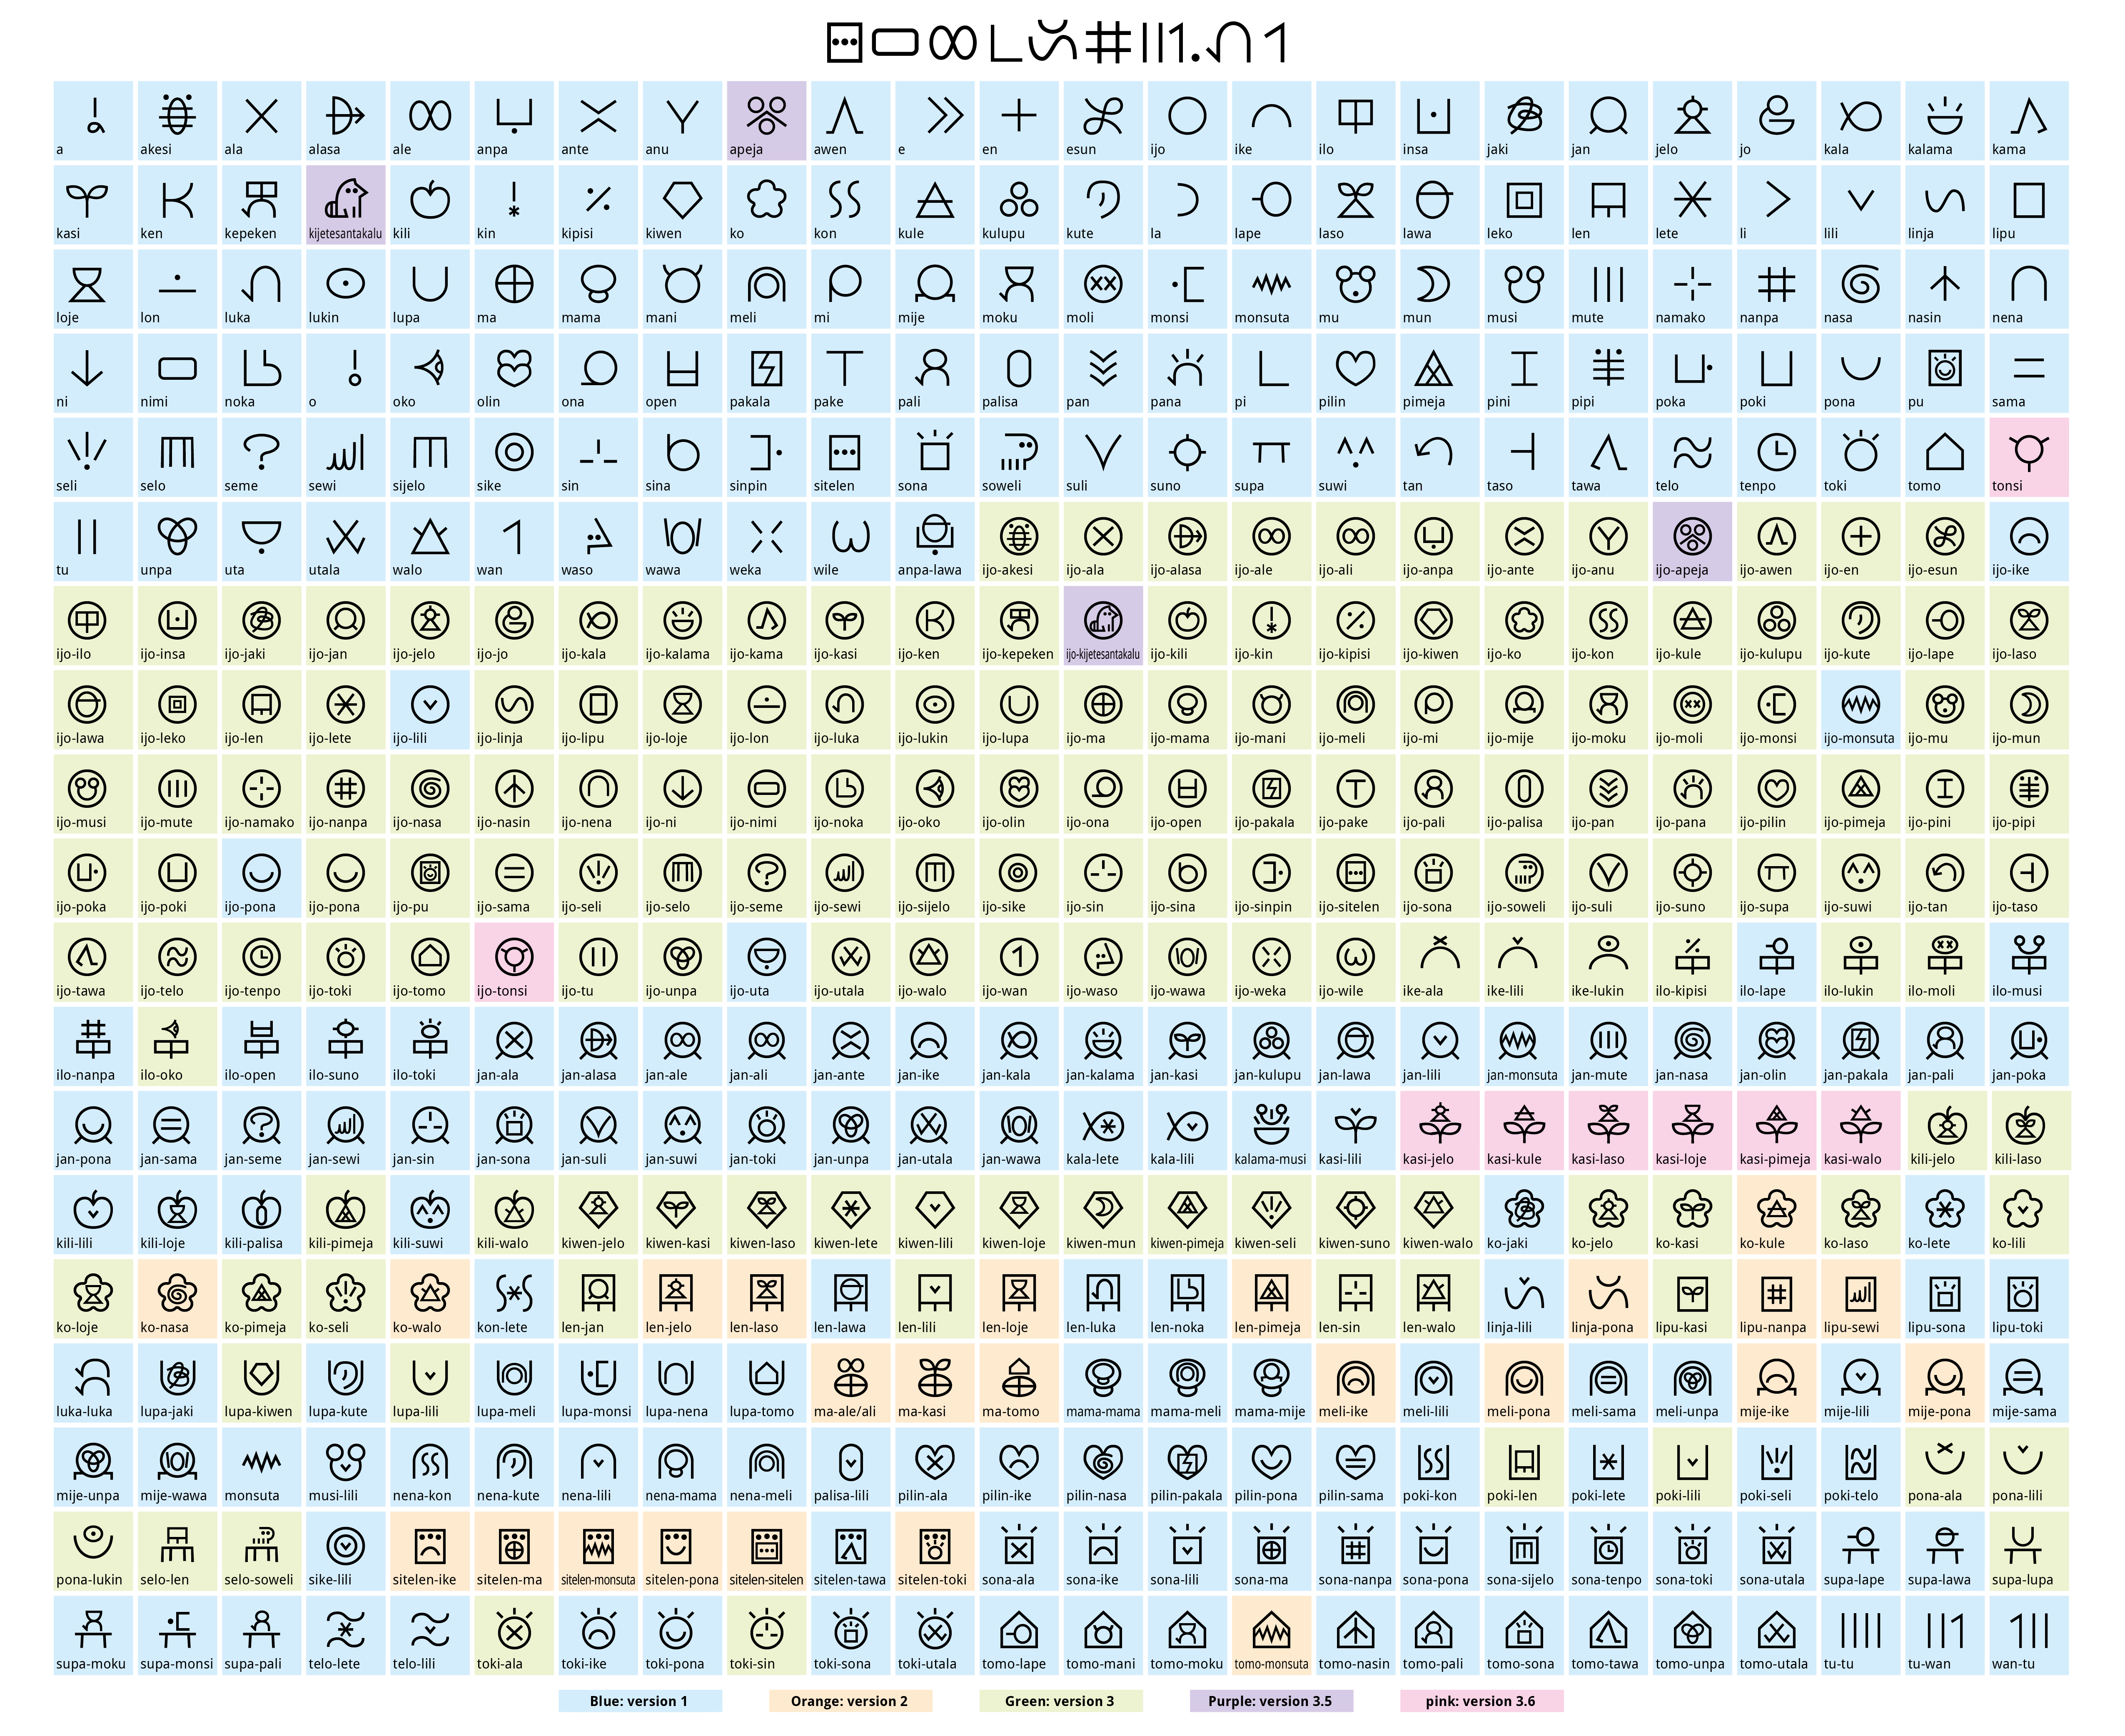 a akesi ala alasa ale anpa ante anu apeja awen e en esun ijo ike ilo insa jaki jan jelo jo kala kalama kama
kasi ken kepeken kijetesantakalu kili kin kipisi kiwen ko kon kule kulupu kute la lape laso lawa leko len lete li lili linja lipu
loje lon luka lukin lupa ma mama mani meli mi mije moku moli monsi monsuta mu mun musi mute namako nanpa nasa nasin nena
ni nimi noka o oko olin ona open pakala pake pali palisa pan pana pi pilin pimeja pini pipi poka poki pona pu sama
seli selo seme sewi sijelo sike sin sina sinpin sitelen sona soweli suli suno supa suwi tan taso tawa telo tenpo toki tomo tonsi
tu unpa uta utala walo wan waso wawa weka wile anpa-lawa ijo-akesi ijo-ala ijo-alasa ijo-ale ijo-ali ijo-anpa ijo-ante ijo-anu ijo-apeja ijo-awen ijo-en ijo-esun ijo-ike
ijo-ilo ijo-insa ijo-jaki ijo-jan ijo-jelo ijo-jo ijo-kala ijo-kalama ijo-kama ijo-kasi ijo-ken ijo-kepeken ijo-kijetesantakalu ijo-kili ijo-kin ijo-kipisi ijo-kiwen ijo-ko ijo-kon ijo-kule ijo-kulupu ijo-kute ijo-lape ijo-laso
ijo-lawa ijo-leko ijo-len ijo-lete ijo-lili ijo-linja ijo-lipu ijo-loje ijo-lon ijo-luka ijo-lukin ijo-lupa ijo-ma ijo-mama ijo-mani ijo-meli ijo-mi ijo-mije ijo-moku ijo-moli ijo-monsi ijo-monsuta ijo-mu ijo-mun
ijo-musi ijo-mute ijo-namako ijo-nanpa ijo-nasa ijo-nasin ijo-nena ijo-ni ijo-nimi ijo-noka ijo-oko ijo-olin ijo-ona ijo-open ijo-pakala ijo-pake ijo-pali ijo-palisa ijo-pan ijo-pana ijo-pilin ijo-pimeja ijo-pini ijo-pipi
ijo-poka ijo-poki ijo-pona ijo-pona ijo-pu ijo-sama ijo-seli ijo-selo ijo-seme ijo-sewi ijo-sijelo ijo-sike ijo-sin ijo-sina ijo-sinpin ijo-sitelen ijo-sona ijo-soweli ijo-suli ijo-suno ijo-supa ijo-suwi ijo-tan ijo-taso
ijo-tawa ijo-telo ijo-tenpo ijo-toki ijo-tomo ijo-tonsi ijo-tu ijo-unpa ijo-uta ijo-utala ijo-walo ijo-wan ijo-waso ijo-wawa ijo-weka ijo-wile ike-ala ike-lili ike-lukin ilo-kipisi ilo-lape ilo-lukin ilo-moli ilo-musi
ilo-nanpa ilo-oko ilo-open ilo-suno ilo-toki jan-ala jan-alasa jan-ale jan-ali jan-ante jan-ike jan-kala jan-kalama jan-kasi jan-kulupu jan-lawa jan-lili jan-monsuta jan-mute jan-nasa jan-olin jan-pakala jan-pali jan-poka
jan-pona jan-sama jan-seme jan-sewi jan-sin jan-sona jan-suli jan-suwi jan-toki jan-unpa jan-utala jan-wawa kala-lete kala-lili kalama-musi kasi-lili kasi-jelo kasi-kule kasi-laso kasi-loje kasi-pimeja kasi-walo kili-jelo kili-laso
kili-lili kili-loje kili-palisa kili-pimeja kili-suwi kili-walo kiwen-jelo kiwen-kasi kiwen-laso kiwen-lete kiwen-lili kiwen-loje kiwen-mun kiwen-pimeja kiwen-seli kiwen-suno kiwen-walo ko-jaki ko-jelo ko-kasi ko-kule ko-laso ko-lete ko-lili
ko-loje ko-nasa ko-pimeja ko-seli ko-walo kon-lete len-jan len-jelo len-laso len-lawa len-lili len-loje len-luka len-noka len-pimeja len-sin len-walo linja-lili linja-pona lipu-kasi lipu-nanpa lipu-sewi lipu-sona lipu-toki
luka-luka lupa-jaki lupa-kiwen lupa-kute lupa-lili lupa-meli lupa-monsi lupa-nena lupa-tomo ma-ale/ali ma-kasi ma-tomo mama-mama mama-meli mama-mije meli-ike meli-lili meli-pona meli-sama meli-unpa mije-ike mije-lili mije-pona mije-sama
mije-unpa mije-wawa monsuta musi-lili nena-kon nena-kute nena-lili nena-mama nena-meli palisa-lili pilin-ala pilin-ike pilin-nasa pilin-pakala pilin-pona pilin-sama poki-kon poki-len poki-lete poki-lili poki-seli poki-telo pona-ala pona-lili
pona-lukin selo-len selo-soweli sike-lili sitelen-ike sitelen-ma sitelen-monsuta sitelen-pona sitelen-sitelen sitelen-tawa sitelen-toki sona-ala sona-ike sona-lili sona-ma sona-nanpa sona-pona sona-sijelo sona-tenpo sona-toki sona-utala supa-lape supa-lawa supa-lupa
supa-moku supa-monsi supa-pali telo-lete telo-lili toki-ala toki-ike toki-pona toki-sin toki-sona toki-utala tomo-lape tomo-mani tomo-moku tomo-monsuta tomo-nasin tomo-pali tomo-sona tomo-tawa tomo-unpa tomo-utala tu-tu tu-wan wan-tu
Blue: version 1 Orange: version 2 Green: version 3 Purple: version 3.5 pink: version 3.6